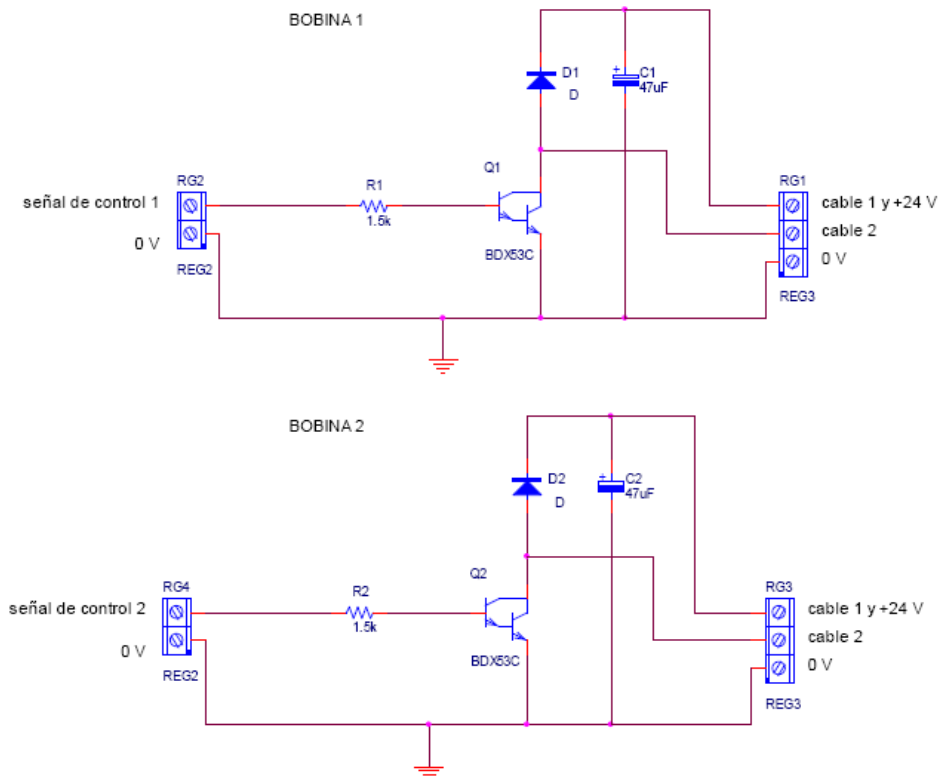 BOBINA 1
D1
D
+
C1
47uF
Q1
RG2
señal de control 1
R1
RG1
cable 1 y +24 V
1.5k
cable 2
0 V
BDX53C
0 V
REG2
REG3
BOBINA 2
D2
D
+
C2
47uF
Q2
RG4
señal de control 2
R2
RG3
cable 1 y +24 V
1.5k
cable 2
0 V
BDX53C
0 V
REG2
REG3